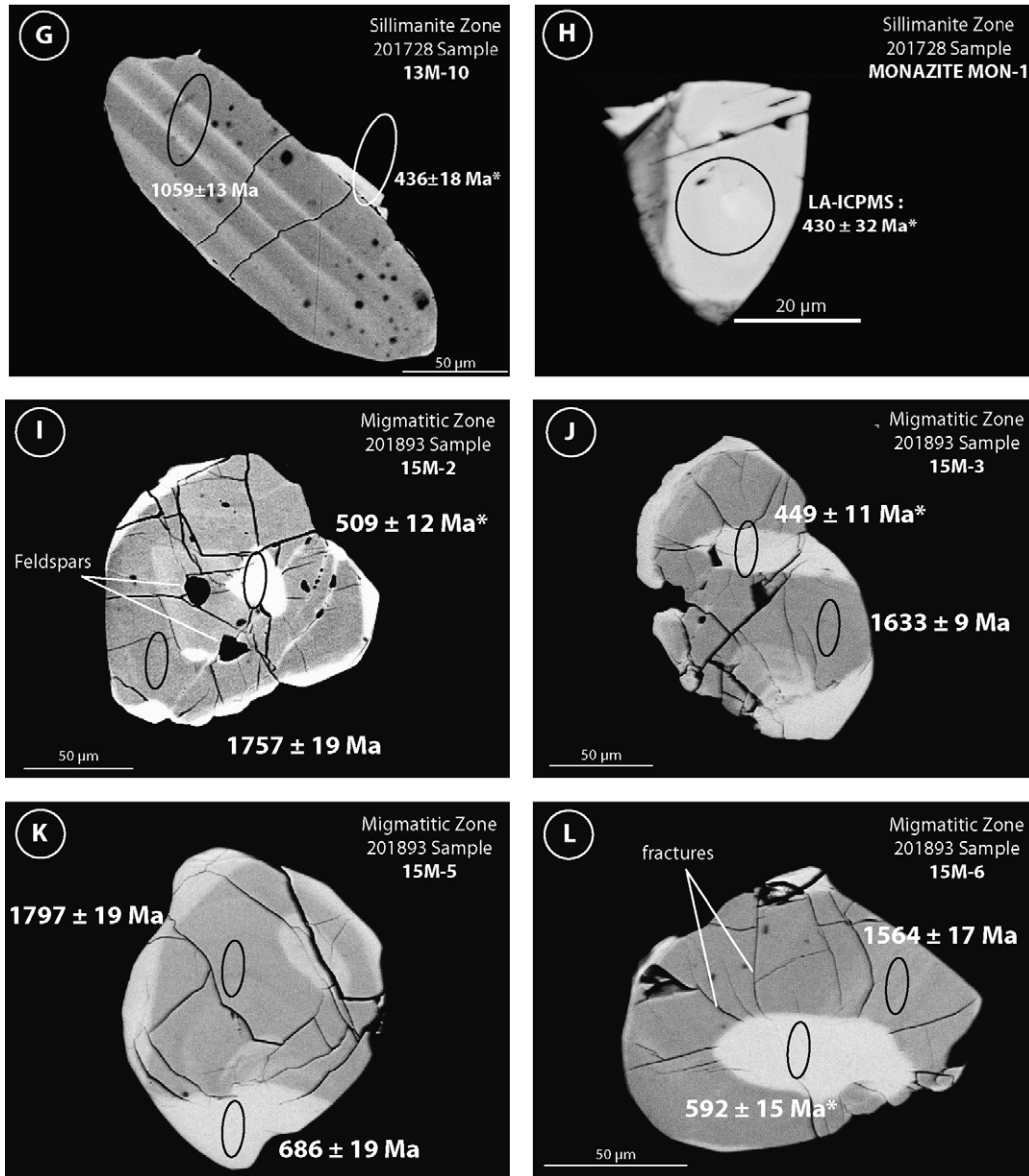 G
Sillimanite Zone
201728 Sample
13M-10
1059±13 Ma
436±18 Ma*
50 µm
H
Sillimanite Zone
201728 Sample
MONAZITE MON-1
LA-ICPMS :
430 ± 32 Ma*
20 µm
I
Migmatitic Zone
201893 Sample
15M-2
509 ± 12 Ma*
Feldspars
1757 ± 19 Ma
50 µm
J
Migmatitic Zone
201893 Sample
15M-3
449 ± 11 Ma*
1633 ± 9 Ma
50 µm
K
Migmatitic Zone
201893 Sample
15M-5
1797 ± 19 Ma
686 ± 19 Ma
L
Migmatitic Zone
201893 Sample
15M-6
fractures
1564 ± 17 Ma
592 ± 15 Ma*
50 µm